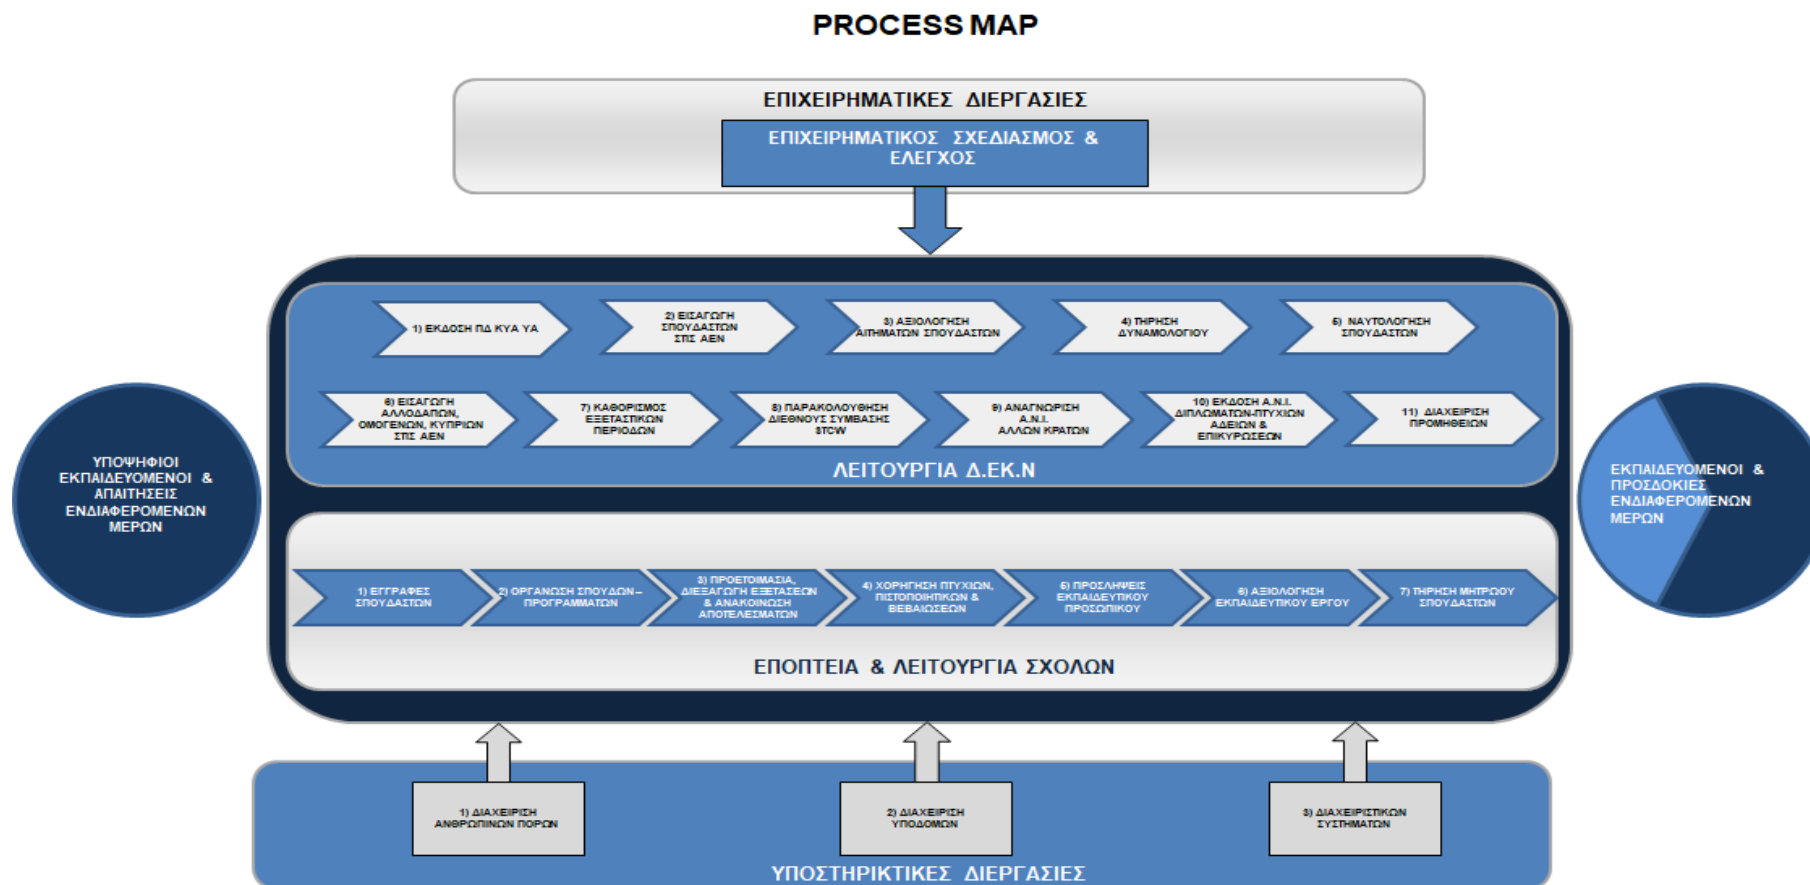 PROCESS MAP
ΕΠΙΧΕΙΡΗΜΑΤΙΚΕΣ ΔΙΕΡΓΑΣΙΕΣ
ΕΠΙΧΕΙΡΗΜΑΤΙΚΟΣ ΣΧΕΔΙΑΣΜΟΣ &
ΕΛΕΓΧΟΣ
1) ΕΚΔΟΣΗ ΠΔ ΚΥΑ ΥΑ
2) ΕΙΣΑΓΩΓΗ
ΣΠΟΥΔΑΣΤΩΝ
ΣΤΙΣ ΑΕΝ
3) ΑΞΙΟΛΟΓΗΣΗ
ΑΙΤΗΜΑΤΩΝ ΣΠΟΥΔΑΣΤΩΝ
4) ΤΗΡΗΣΗ
ΔΥΝΑΜΟΛΟΓΙΟΥ
5) ΝΑΥΤΟΛΟΓΗΣΗ
ΣΠΟΥΔΑΣΤΩΝ
6) ΕΙΣΑΓΩΓΗ
ΑΛΛΟΔΑΠΩΝ,
ΟΜΟΓΕΝΩΝ, ΚΥΠΡΙΩΝ
ΣΤΙΣ ΑΕΝ
7) ΚΑΘΟΡΙΣΜΟΣ
ΕΞΕΤΑΣΤΙΚΩΝ
ΠΕΡΙΟΔΩΝ
8) ΠΑΡΑΚΟΛΟΥΘΗΣΗ
ΔΙΕΘΝΟΥΣ ΣΥΜΒΑΣΗΣ
STCW
9) ΑΝΑΓΝΩΡΙΣΗ
Α.Ν.Ι.
ΑΛΛΩΝ ΚΡΑΤΩΝ
10) ΕΚΔΟΣΗ Α.Ν.Ι.
ΔΙΠΛΩΜΑΤΩΝ-ΠΤΥΧΙΩΝ
ΑΔΕΙΩΝ &
ΕΠΙΚΥΡΩΣΕΩΝ
11) ΔΙΑΧΕΙΡΙΣΗ
ΠΡΟΜΗΘΕΙΩΝ
ΛΕΙΤΟΥΡΓΙΑ Δ.ΕΚ.Ν
ΥΠΟΨΗΦΙΟΙ
ΕΚΠΑΙΔΕΥΟΜΕΝΟΙ &
ΑΠΑΙΤΗΣΕΙΣ
ΕΝΔΙΑΦΕΡΟΜΕΝΩΝ
ΜΕΡΩΝ
ΕΚΠΑΙΔΕΥΟΜΕΝΟΙ &
ΠΡΟΣΔΟΚΙΕΣ
ΕΝΔΙΑΦΕΡΟΜΕΝΩΝ
ΜΕΡΩΝ
1) ΕΓΓΡΑΦΕΣ
ΣΠΟΥΔΑΣΤΩΝ
2) ΟΡΓΑΝΩΣΗ ΣΠΟΥΔΩΝ –
ΠΡΟΓΡΑΜΜΑΤΩΝ
3) ΠΡΟΕΤΟΙΜΑΣΙΑ,
ΔΙΕΞΑΓΩΓΗ ΕΞΕΤΑΣΕΩΝ
& ΑΝΑΚΟΙΝΩΣΗ
ΑΠΟΤΕΛΕΣΜΑΤΩΝ
4) ΧΟΡΗΓΗΣΗ ΠΤΥΧΙΩΝ,
ΠΙΣΤΟΠΟΙΗΤΙΚΩΝ &
ΒΕΒΑΙΩΣΕΩΝ
5) ΠΡΟΣΛΗΨΕΙΣ
ΕΚΠΑΙΔΕΥΤΙΚΟΥ
ΠΡΟΣΩΠΙΚΟΥ
6) ΑΞΙΟΛΟΓΗΣΗ
ΕΚΠΑΙΔΕΥΤΙΚΟΥ ΕΡΓΟΥ
7) ΤΗΡΗΣΗ ΜΗΤΡΩΟΥ
ΣΠΟΥΔΑΣΤΩΝ
ΕΠΟΠΤΕΙΑ & ΛΕΙΤΟΥΡΓΙΑ ΣΧΟΛΩΝ
1) ΔΙΑΧΕΙΡΙΣΗ
ΑΝΘΡΩΠΙΝΩΝ ΠΟΡΩΝ
2) ΔΙΑΧΕΙΡΙΣΗ
ΥΠΟΔΟΜΩΝ
3) ΔΙΑΧΕΙΡΙΣΤΙΚΩΝ
ΣΥΣΤΗΜΑΤΩΝ
ΥΠΟΣΤΗΡΙΚΤΙΚΕΣ ΔΙΕΡΓΑΣΙΕΣ